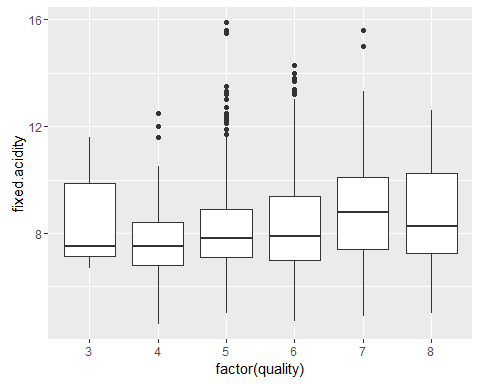 16
12
8
fixed.acidity
3 4 5 6 7 8
factor(quality)